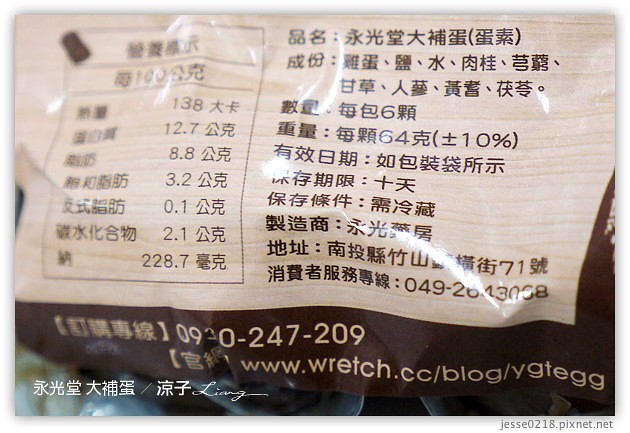 營養標示
每100公克
熱量 138 大卡
蛋白質 12.7 公克
脂肪 8.8 公克
飽和脂肪 3.2 公克
反式脂肪 0.1 公克
碳水化合物 2.1 公克
鈉 228.7 毫克
品名：永光堂大補蛋(蛋素)
成份：雞蛋、鹽、水、肉桂、芎藭、
甘草、人蔘、黃耆、茯苓。
數量：每包6顆
重量：每顆64克(±10%)
有效日期：如包裝袋所示
保存期限：十天
保存條件：需冷藏
製造商：永光藥房
地址：南投縣竹山鎮橫街71號
消費者服務專線：049-2643068
【訂購專線】0930-247-209
【官網】www.wretch.cc/blog/ygtegg
永光堂 大補蛋 / 涼子 Liang
jesse0218.pixnet.net